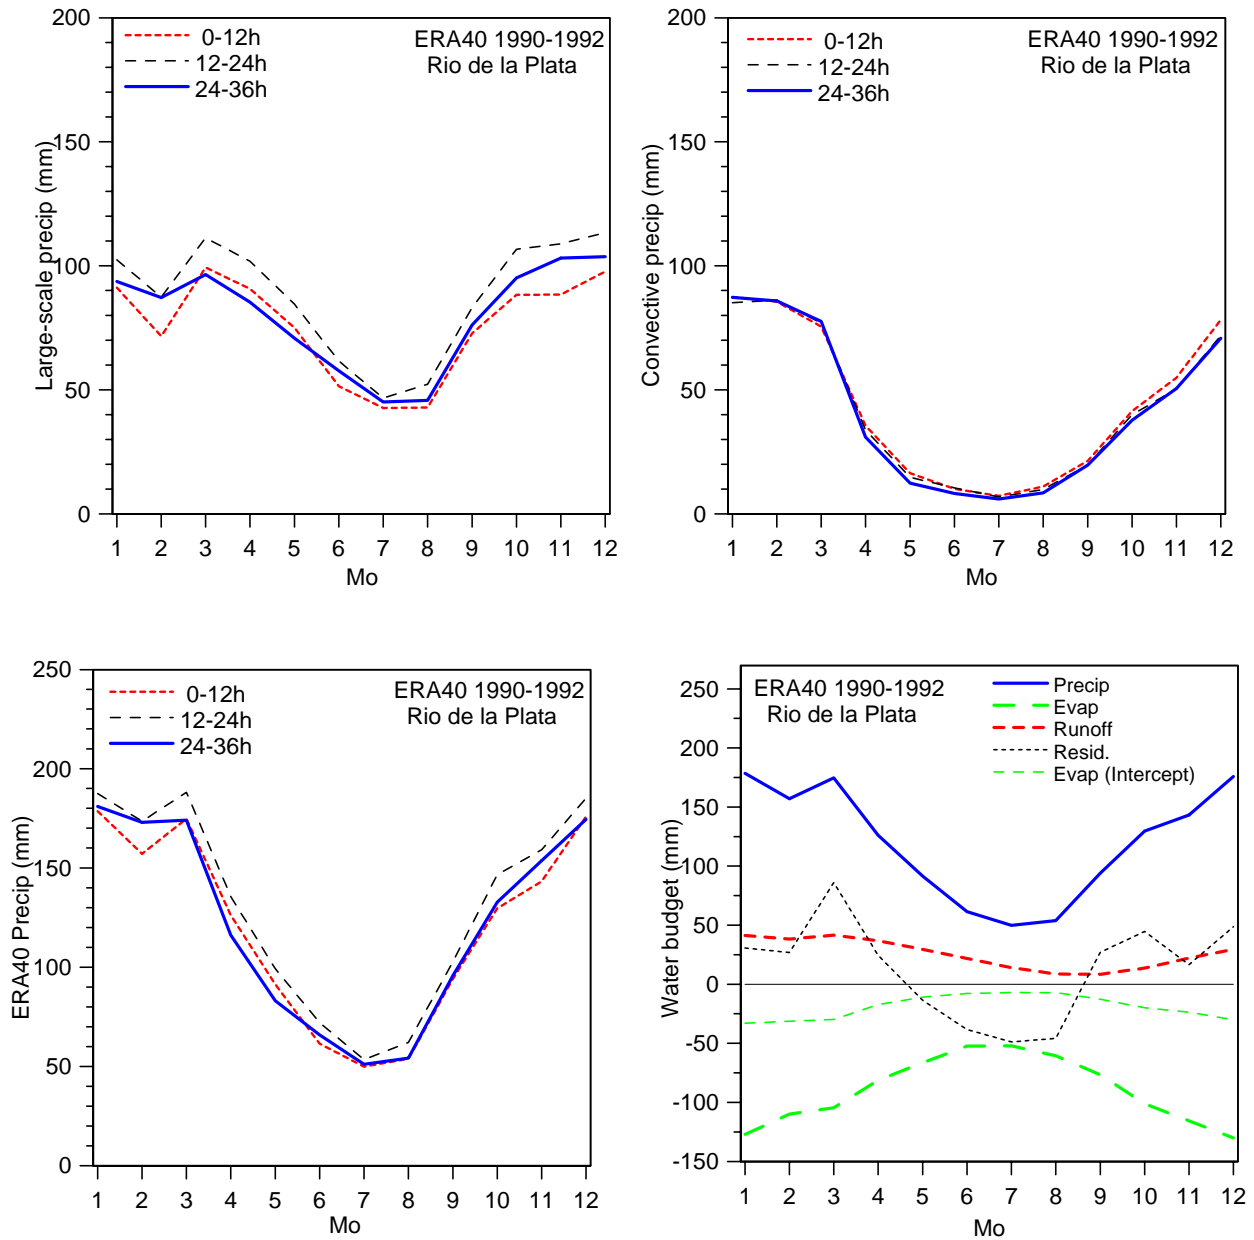 200
150
100
50
0
Large-scale precip (mm)
0-12h
12-24h
24-36h
ERA40 1990-1992
Rio de la Plata
1 2 3 4 5 6 7 8 9 10 11 12
Mo
200
150
100
50
0
Convective precip (mm)
0-12h
12-24h
24-36h
ERA40 1990-1992
Rio de la Plata
1 2 3 4 5 6 7 8 9 10 11 12
Mo
250
200
150
100
50
0
ERA40 Precip (mm)
0-12h
12-24h
24-36h
ERA40 1990-1992
Rio de la Plata
1 2 3 4 5 6 7 8 9 10 11 12
Mo
250
200
150
100
50
0
-50
-100
-150
Water budget (mm)
ERA40 1990-1992
Rio de la Plata
Precip
Evap
Runoff
Resid.
Evap (Intercept)
1 2 3 4 5 6 7 8 9 10 11 12
Mo